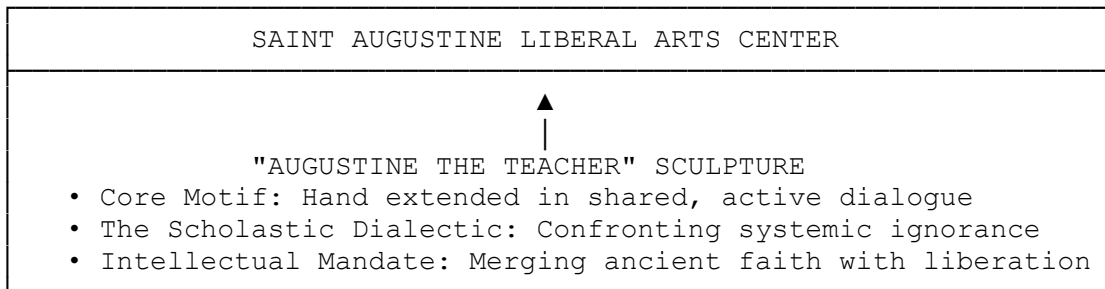 SAINT AUGUSTINE LIBERAL ARTS CENTER
"AUGUSTINE THE TEACHER" SCULPTURE
• Core Motif: Hand extended in shared, active dialogue
• The Scholastic Dialectic: Confronting systemic ignorance
• Intellectual Mandate: Merging ancient faith with liberation